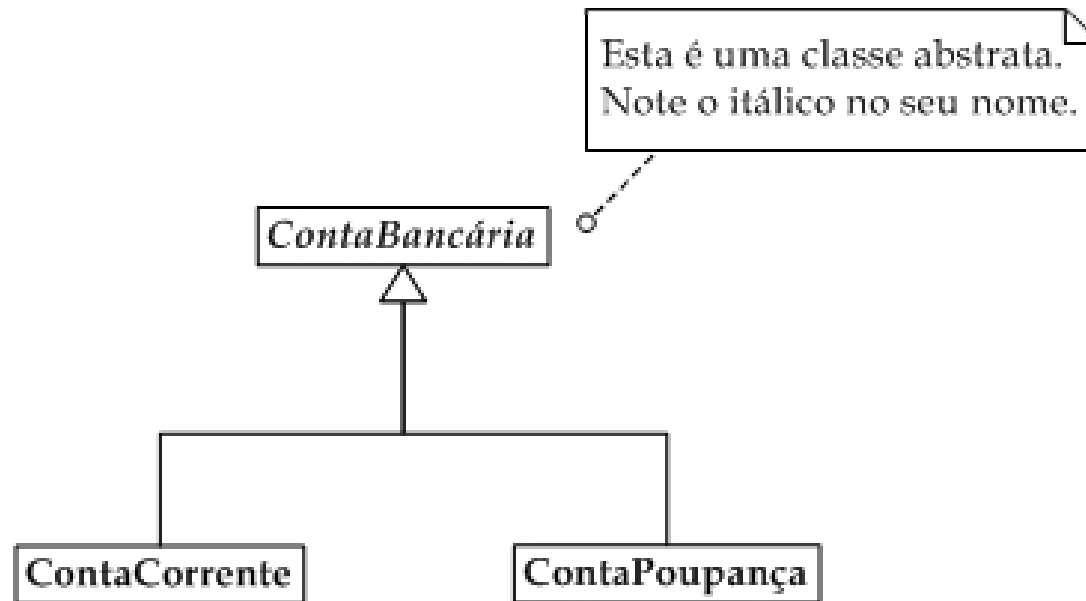 Esta é uma classe abstrata.
Note o itálico no seu nome.
ContaBancária
ContaCorrente
ContaPoupança